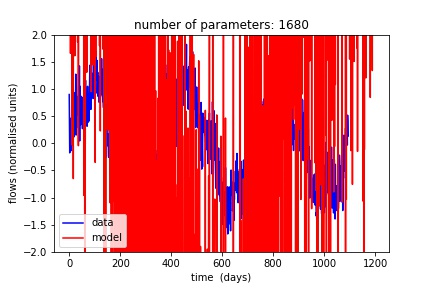 number of parameters: 1680
flows (normalised units)
2.0
1.5
1.0
0.5
0.0
−0.5
−1.0
−1.5
−2.0
data
model
0 200 400 600 800 1000 1200
time (days)